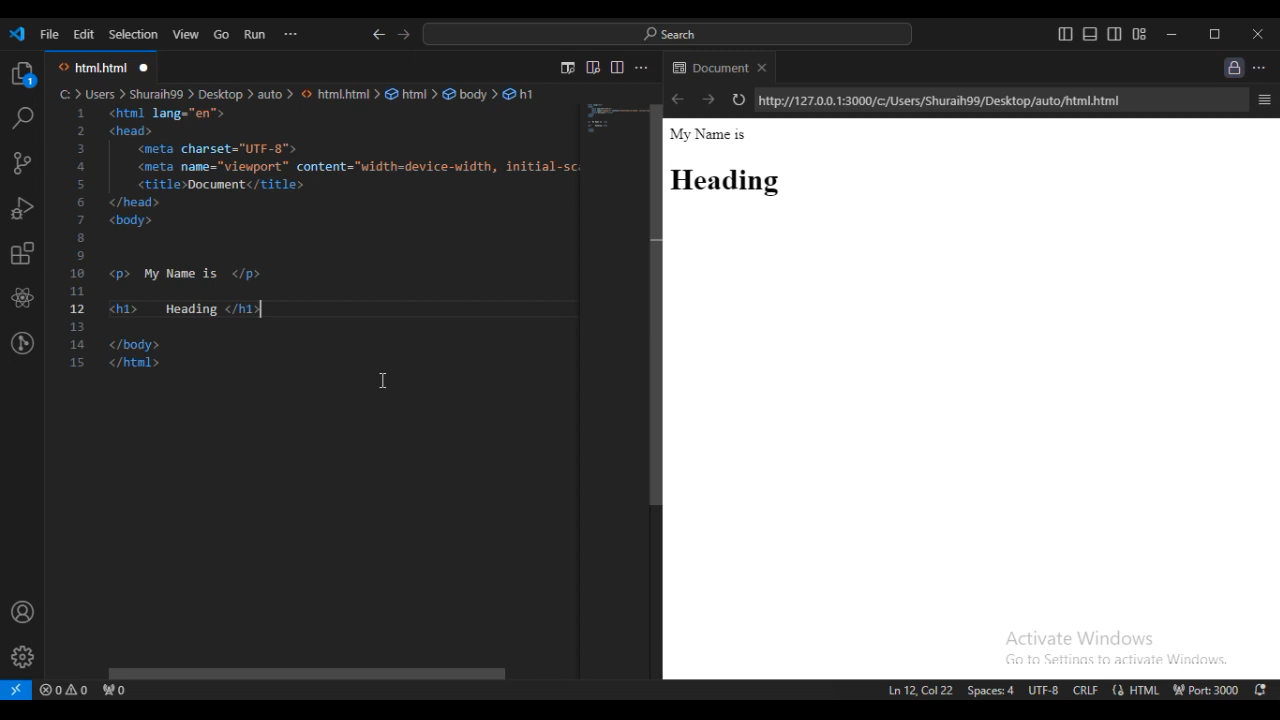 File Edit Selection View Go Run ··· Search
html.html
Document
C: > Users > Shuraih99 > Desktop > auto > html.html > html > body > h1
http://127.0.0.1:3000/c:/Users/Shuraih99/Desktop/auto/html.html
1 <html lang="en">
2 <head>
3 <meta charset="UTF-8">
4 <meta name="viewport" content="width=device-width, initial-sca
5 <title>Document</title>
6 </head>
7 <body>
8
9
10 <p> My Name is </p>
11
12 <h1> Heading </h1>
13
14 </body>
15 </html>
My Name is
Heading
Activate Windows
Go to Settings to activate Windows.
1
0 0 0 Ln 12, Col 22 Spaces: 4 UTF-8 CRLF HTML Port: 3000